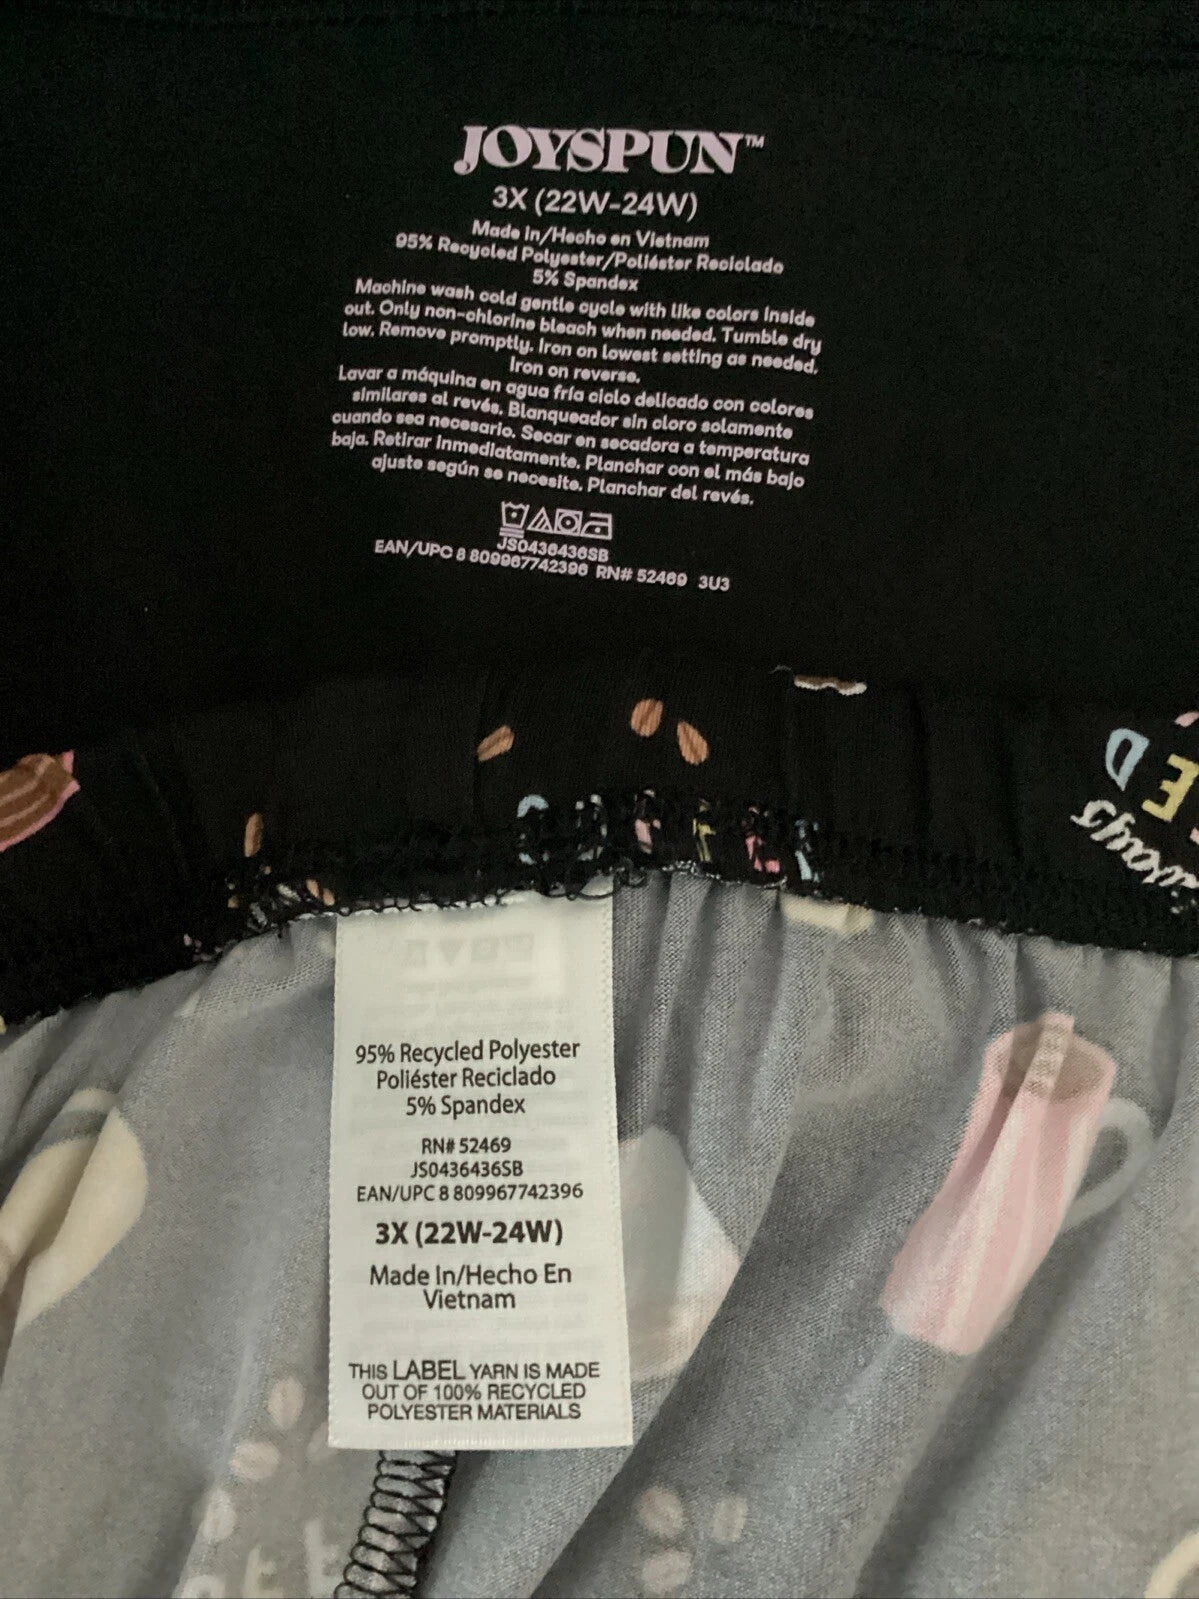 JOYSPUN™
3X (22W-24W)
Made In/Hecho en Vietnam
95% Recycled Polyester/Poliéster Reciclado
5% Spandex
Machine wash cold gentle cycle with like colors inside
out. Only non-chlorine bleach when needed. Tumble dry
low. Remove promptly. Iron on lowest setting as needed.
Iron on reverse.
Lavar a máquina en agua fría ciclo delicado con colores
similares al revés. Blanqueador sin cloro solamente
cuando sea necesario. Secar en secadora a temperatura
baja. Retirar inmediatamente. Planchar con el más bajo
ajuste según se necesite. Planchar del revés.
JS0436436SB
EAN/UPC 8 809967742396 RN# 52469 3U3
95% Recycled Polyester
Poliéster Reciclado
5% Spandex
RN# 52469
JS0436436SB
EAN/UPC 8 809967742396
3X (22W-24W)
Made In/Hecho En
Vietnam
THIS LABEL YARN IS MADE
OUT OF 100% RECYCLED
POLYESTER MATERIALS